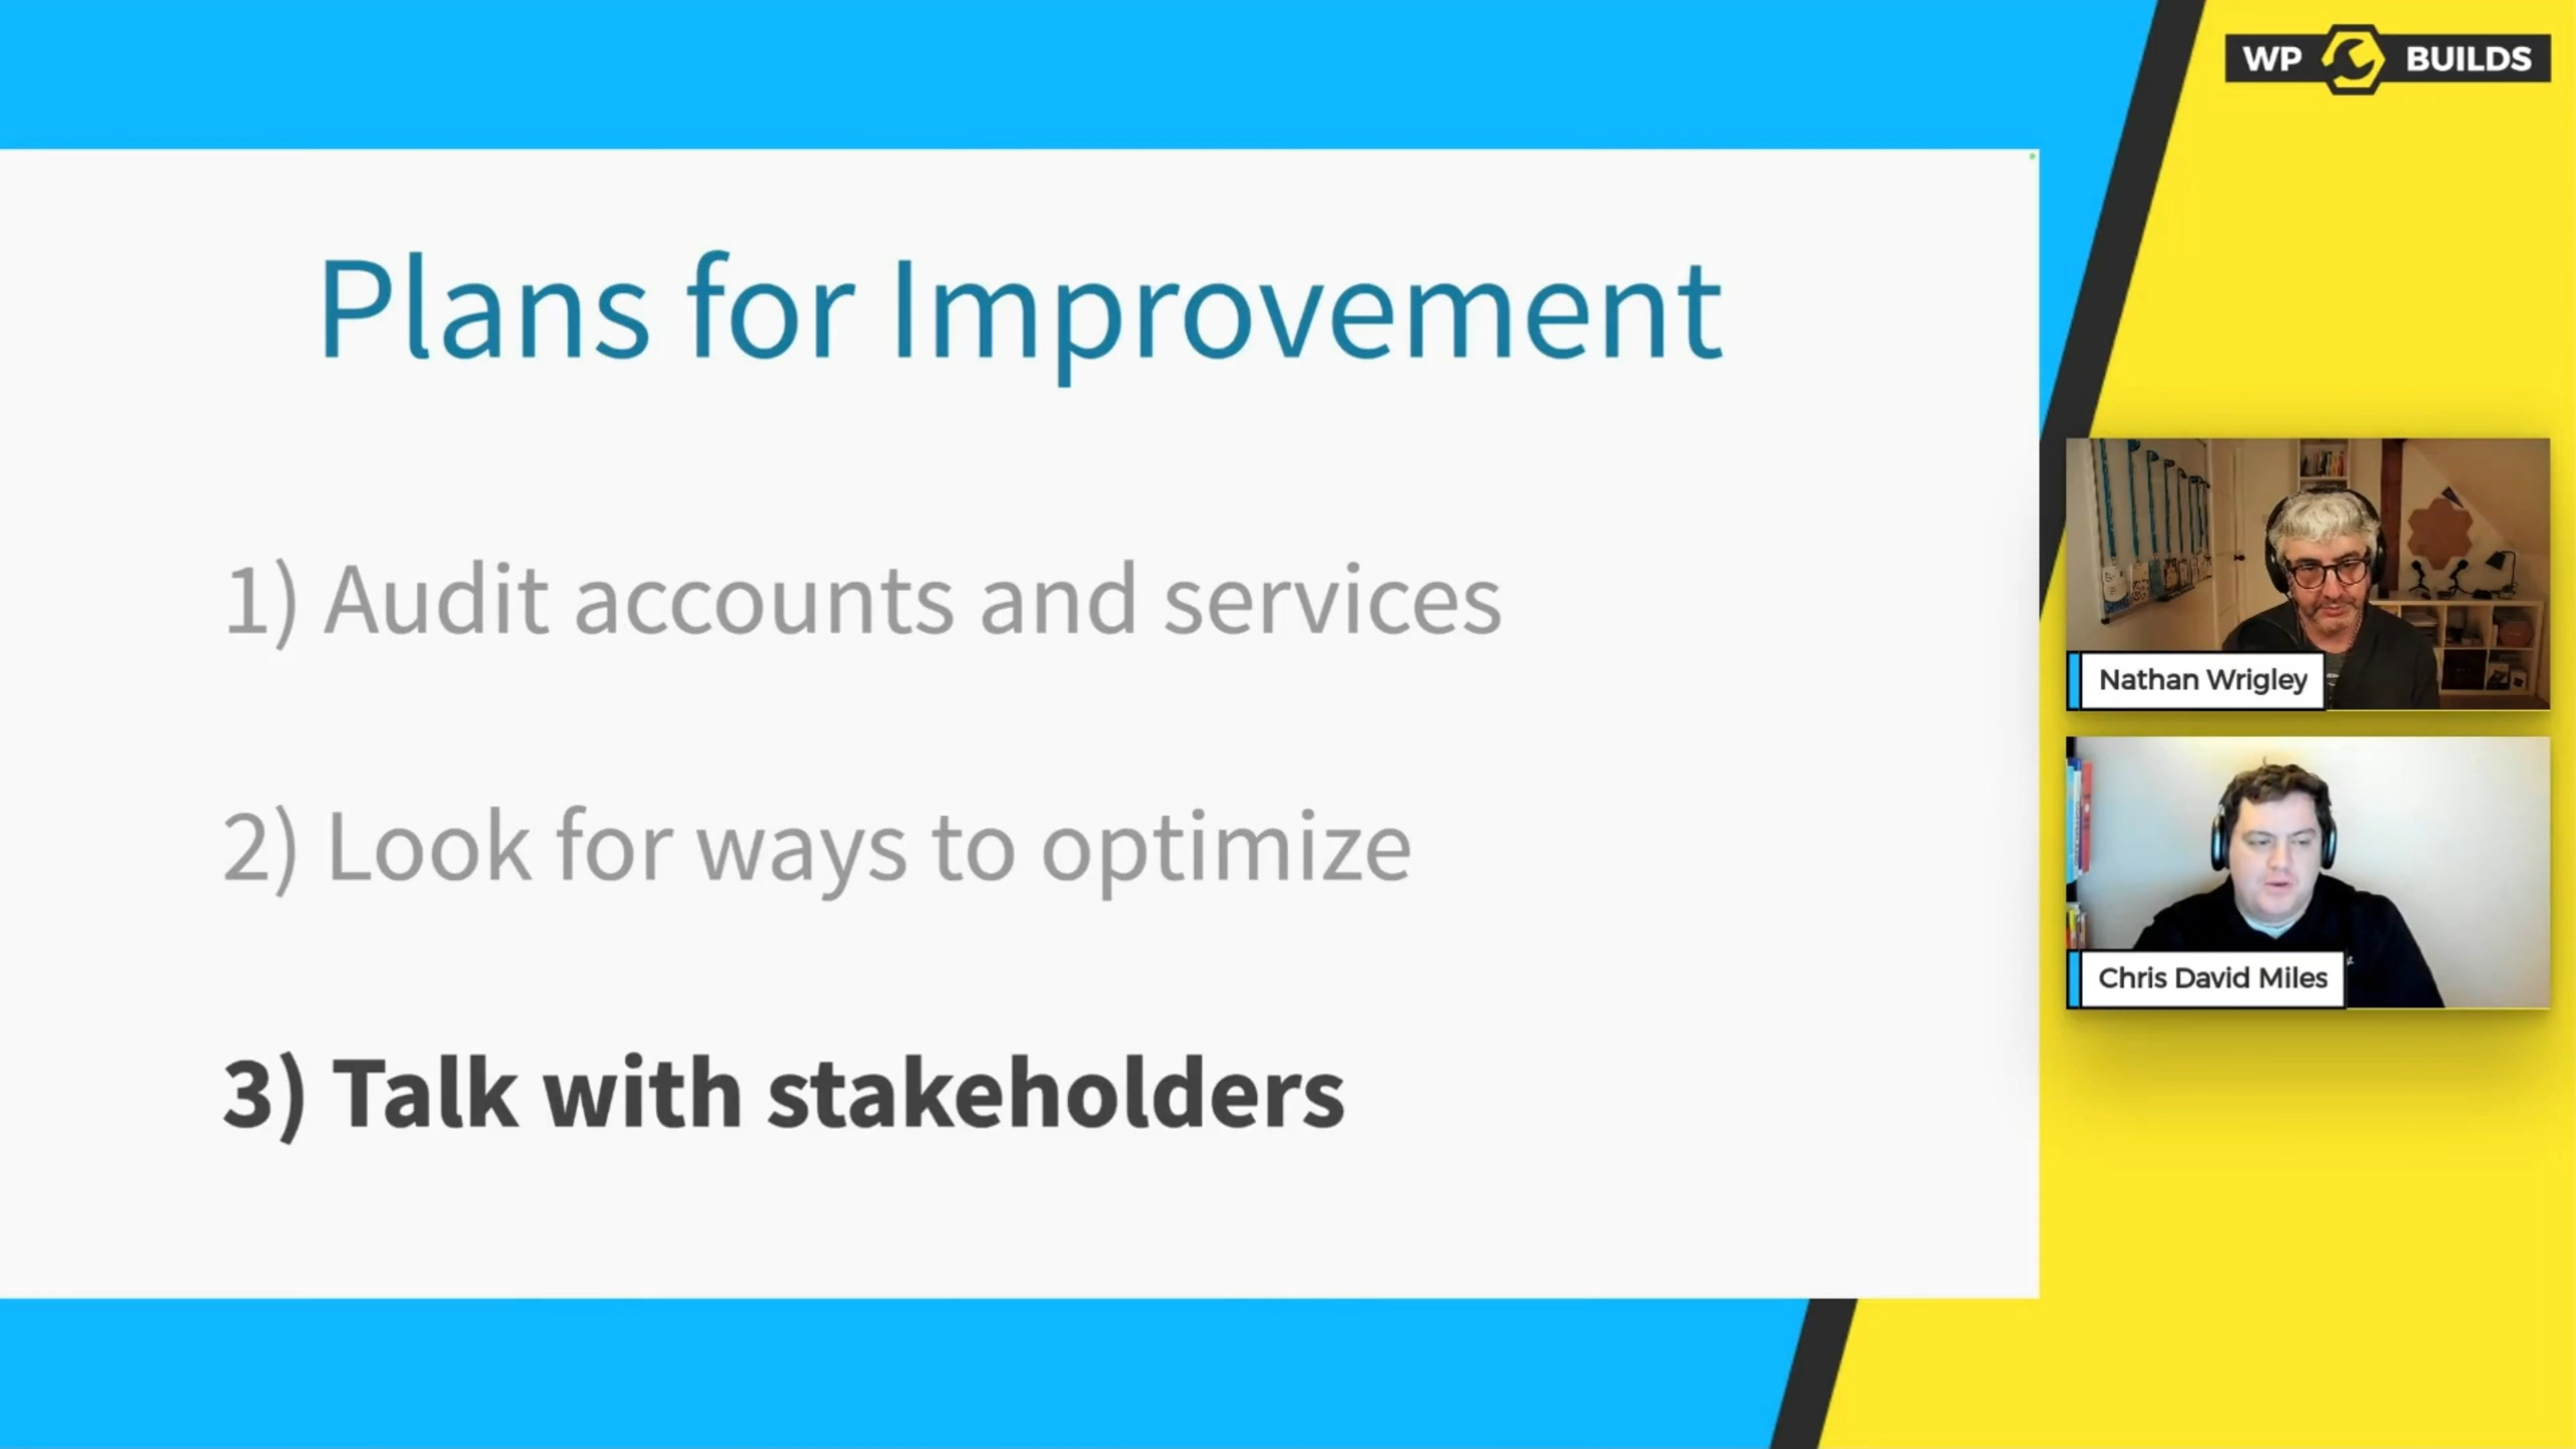 WP BUILDS
Plans for Improvement
1) Audit accounts and services
2) Look for ways to optimize
3) Talk with stakeholders
Nathan Wrigley
Chris David Miles